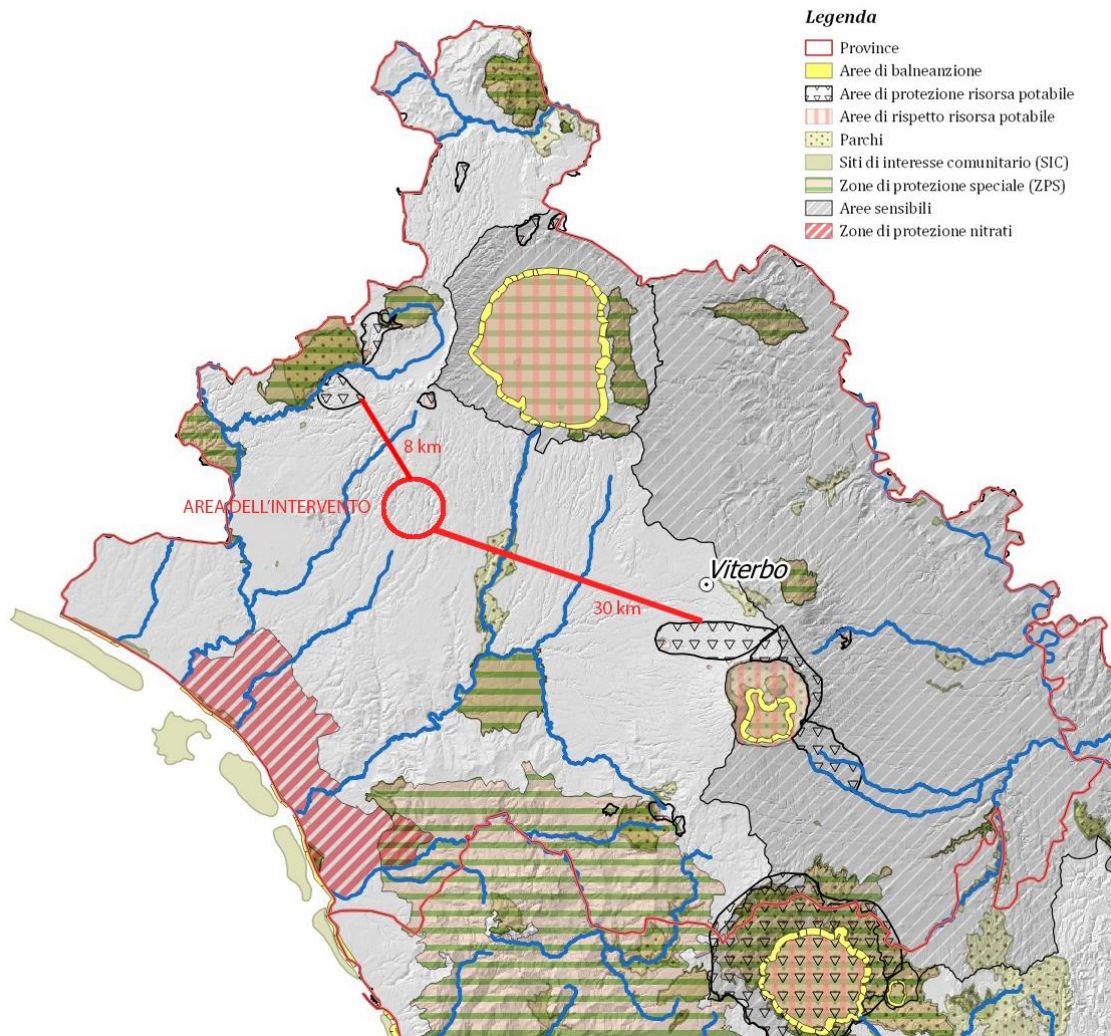 Legenda
Province
Aree di balneanzione
Aree di protezione risorsa potabile
Aree di rispetto risorsa potabile
Parchi
Siti di interesse comunitario (SIC)
Zone di protezione speciale (ZPS)
Aree sensibili
Zone di protezione nitrati
8 km
AREA DELL'INTERVENTO
Viterbo
30 km